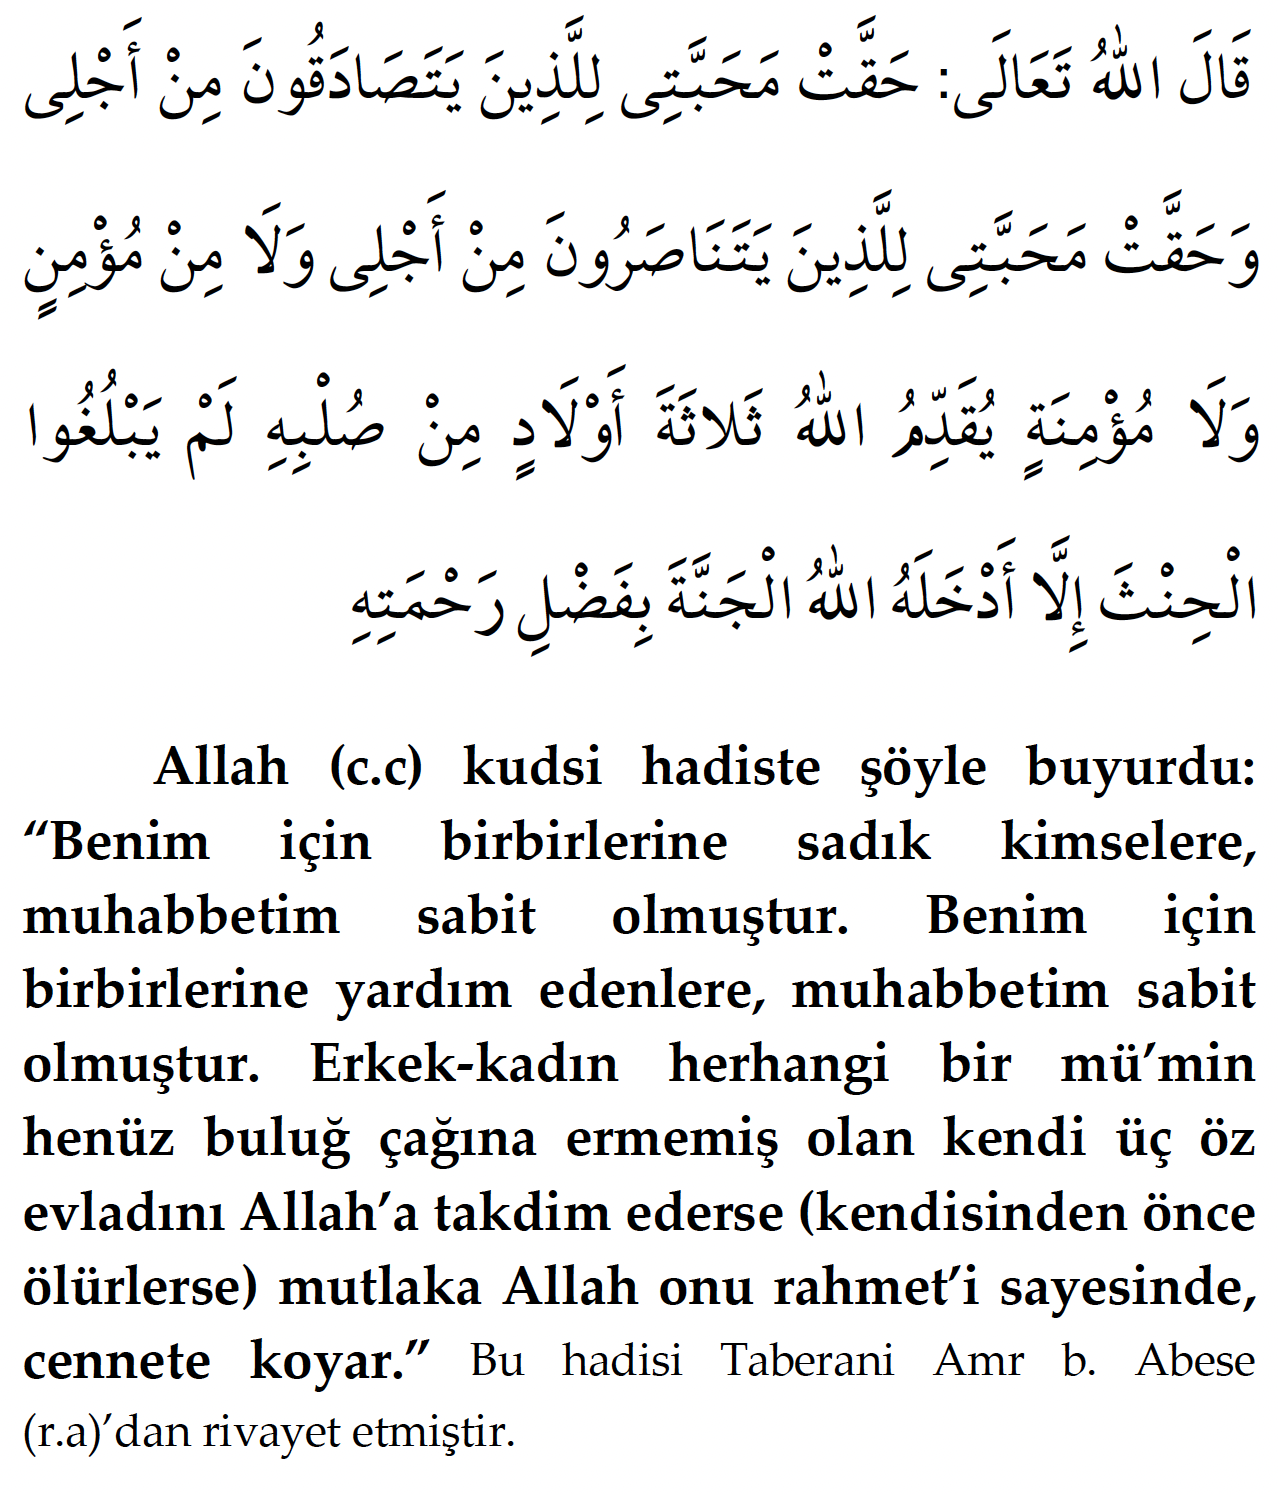 قَالَ اللهُ تَعَالَى: حَقَّتْ مَحَبَّتِى لِلَّذِينَ يَتَصَادَقُونَ مِنْ أَجْلِى
وَحَقَّتْ مَحَبَّتِى لِلَّذِينَ يَتَنَاصَرُونَ مِنْ أَجْلِى وَلَا مِنْ مُؤْمِنٍ
وَلَا مُؤْمِنَةٍ يُقَدِّمُ اللهُ ثَلاثَةَ أَوْلَادٍ مِنْ صُلْبِهِ لَمْ يَبْلُغُوا
الْحِنْثَ إِلَّا أَدْخَلَهُ اللهُ الْجَنَّةَ بِفَضْلِ رَحْمَتِهِ
Allah (c.c) kudsi hadiste şöyle buyurdu:
“Benim için birbirlerine sadık kimselere,
muhabbetim sabit olmuştur. Benim için
birbirlerine yardım edenlere, muhabbetim sabit
olmuştur. Erkek-kadın herhangi bir mü’min
henüz buluğ çağına ermemiş olan kendi üç öz
evladını Allah’a takdim ederse (kendisinden önce
ölürlerse) mutlaka Allah onu rahmet’i sayesinde,
cennete koyar.” Bu hadisi Taberani Amr b. Abese
(r.a)’dan rivayet etmiştir.